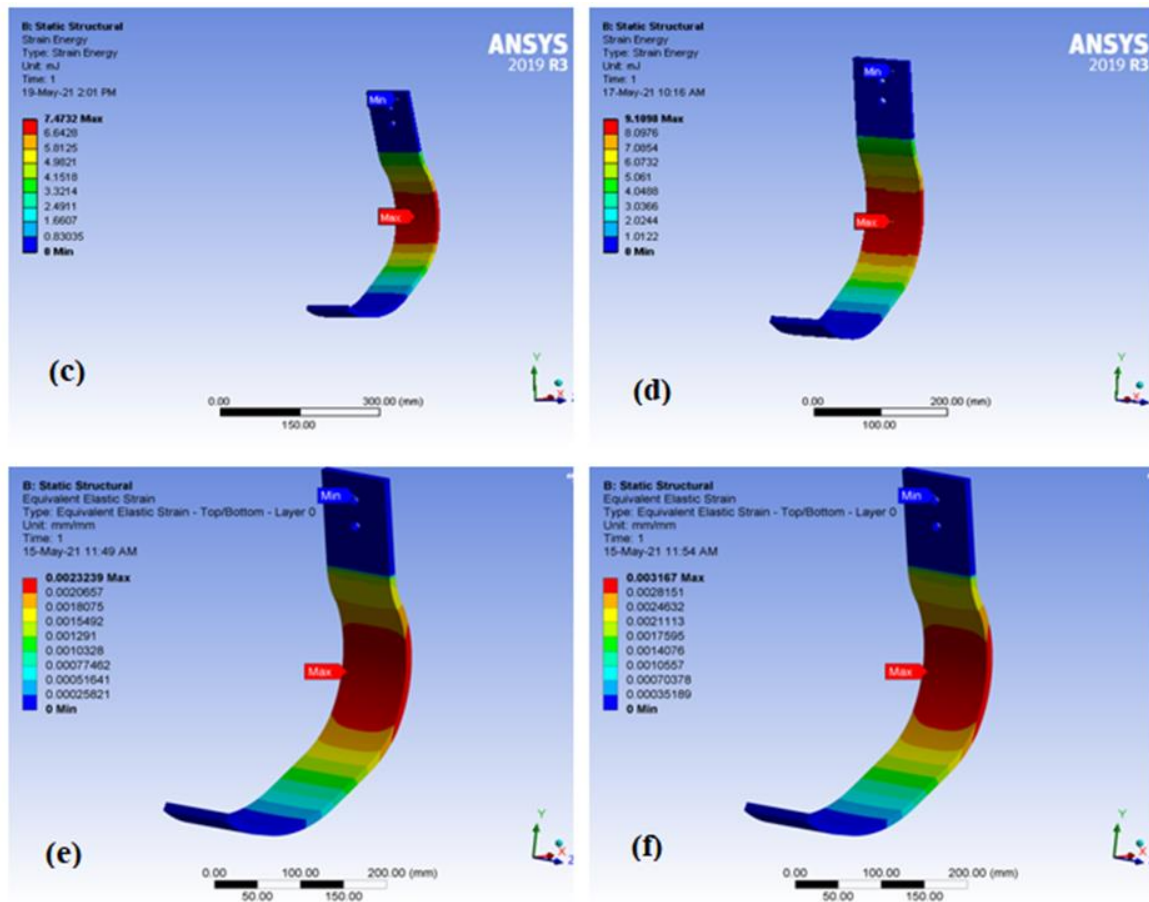 B: Static Structural
Strain Energy
Type: Strain Energy
Unit: mJ
Time: 1
19-May-21 2:01 PM
7.4732 Max
6.6428
5.8125
4.9821
4.1518
3.3214
2.4911
1.6607
0.83035
0 Min
ANSYS
2019 R3
Min
Max
(c)
0.00
300.00 (mm)
150.00
Y
X
B: Static Structural
Strain Energy
Type: Strain Energy
Unit: mJ
Time: 1
17-May-21 10:16 AM
9.1098 Max
8.0976
7.0854
6.0732
5.061
4.0488
3.0366
2.0244
1.0122
0 Min
ANSYS
2019 R3
Min
Max
(d)
0.00
200.00 (mm)
100.00
Y
X
B: Static Structural
Equivalent Elastic Strain
Type: Equivalent Elastic Strain - Top/Bottom - Layer 0
Unit: mm/mm
Time: 1
15-May-21 11:49 AM
0.0023239 Max
0.0020657
0.0018075
0.0015492
0.001291
0.0010328
0.00077462
0.00051641
0.00025821
0 Min
Min
Max
(e)
0.00
100.00
200.00 (mm)
50.00
150.00
Y
X
Z
B: Static Structural
Equivalent Elastic Strain
Type: Equivalent Elastic Strain - Top/Bottom - Layer 0
Unit: mm/mm
Time: 1
15-May-21 11:54 AM
0.003167 Max
0.0028151
0.0024632
0.0021113
0.0017595
0.0014076
0.0010557
0.00070378
0.00035189
0 Min
Min
Max
(f)
0.00
100.00
200.00 (mm)
50.00
150.00
Y
X